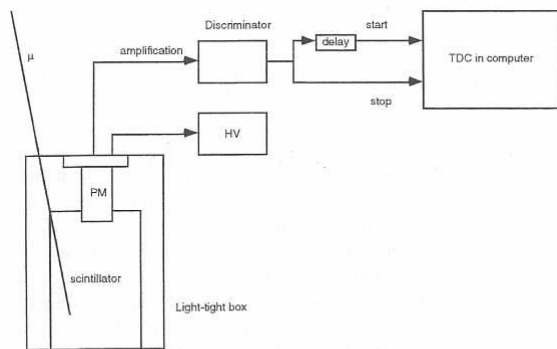 Discriminator
start
μ
amplification
delay
TDC in computer
stop
HV
PM
scintillator
Light-tight box